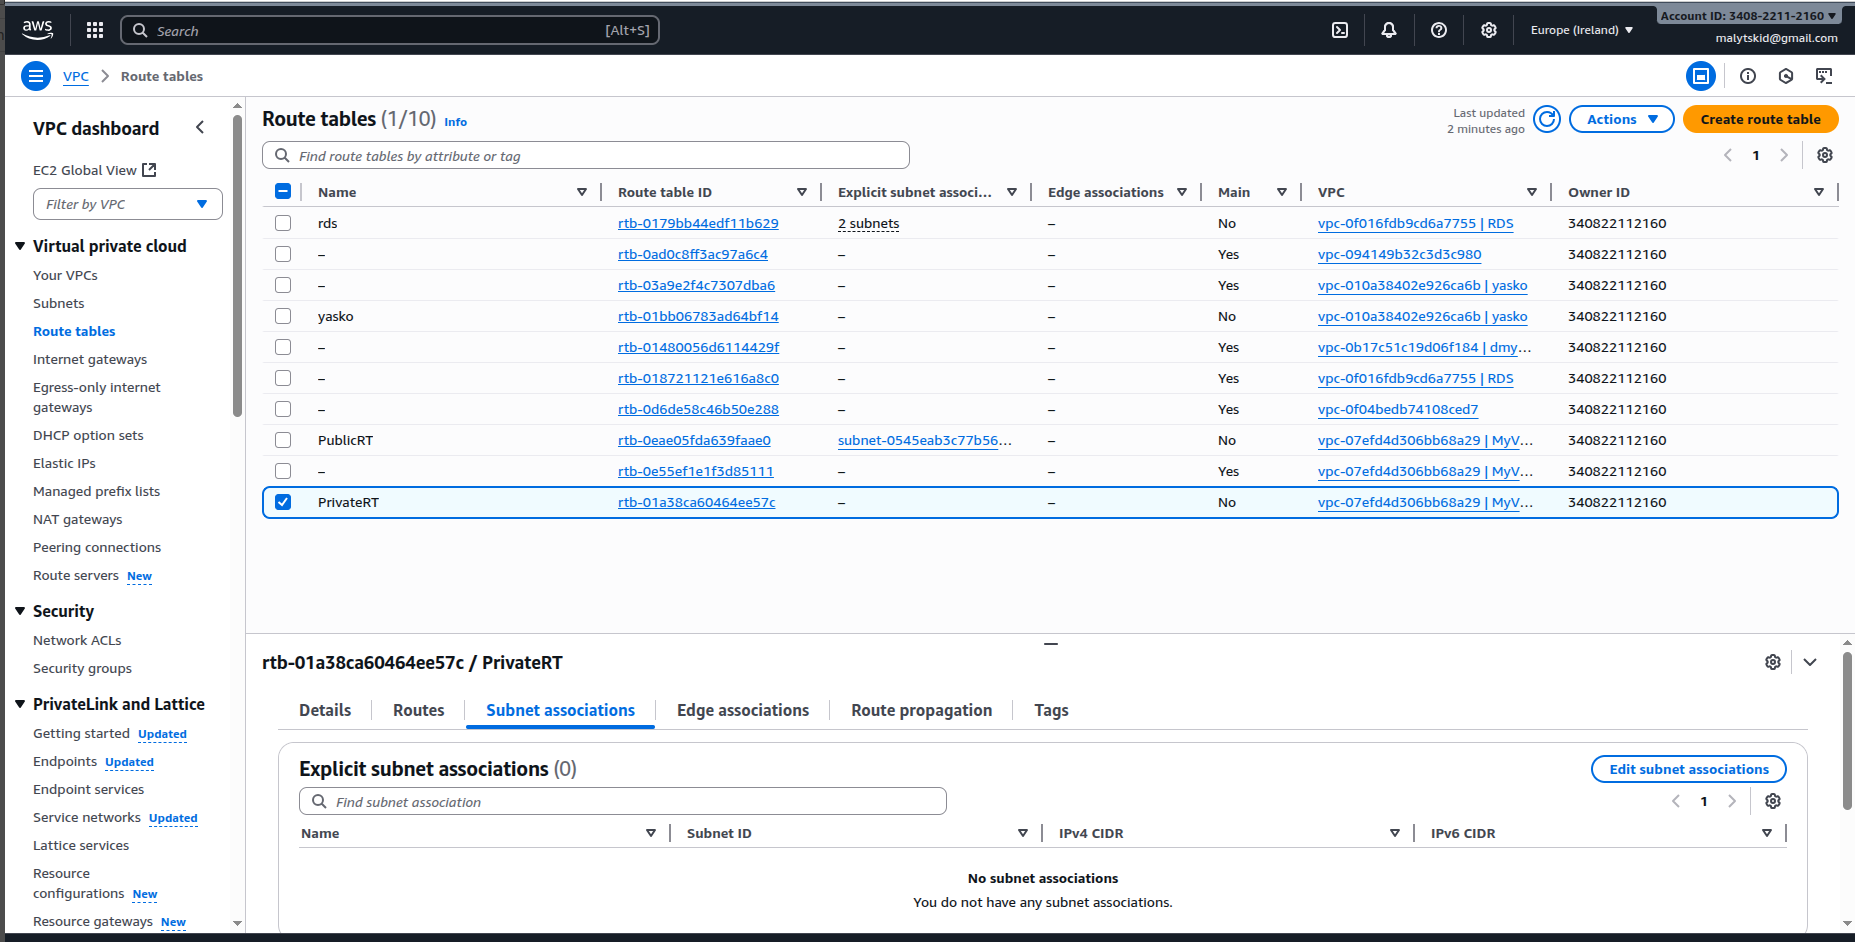 aws
Search [Alt+S]
Europe (Ireland)
Account ID: 3408-2211-2160
malytskid@gmail.com
VPC
Route tables
VPC dashboard
EC2 Global View
Filter by VPC
Virtual private cloud
Your VPCs
Subnets
Route tables
Internet gateways
Egress-only internet
gateways
DHCP option sets
Elastic IPs
Managed prefix lists
NAT gateways
Peering connections
Route servers New
Security
Network ACLs
Security groups
PrivateLink and Lattice
Getting started Updated
Endpoints Updated
Endpoint services
Service networks Updated
Lattice services
Resource
configurations New
Resource gateways New
Route tables (1/10) Info
Last updated
2 minutes ago
Actions
Create route table
Find route tables by attribute or tag
1
Name Route table ID Explicit subnet associ... Edge associations Main VPC Owner ID
rds rtb-0179bb44edf11b629 2 subnets – No vpc-0f016fdb9cd6a7755 | RDS 340822112160
– rtb-0ad0c8ff3ac97a6c4 – – Yes vpc-094149b32c3d3c980 340822112160
– rtb-03a9e2f4c7307dba6 – – Yes vpc-010a38402e926ca6b | yasko 340822112160
yasko rtb-01bb06783ad64bf14 – – No vpc-010a38402e926ca6b | yasko 340822112160
– rtb-01480056d6114429f – – Yes vpc-0b17c51c19d06f184 | dmy... 340822112160
– rtb-018721121e616a8c0 – – Yes vpc-0f016fdb9cd6a7755 | RDS 340822112160
– rtb-0d6de58c46b50e288 – – Yes vpc-0f04bedb74108ced7 340822112160
PublicRT rtb-0eae05fda639faae0 subnet-0545eab3c77b56... – No vpc-07efd4d306bb68a29 | MyV... 340822112160
– rtb-0e55ef1e1f3d85111 – – Yes vpc-07efd4d306bb68a29 | MyV... 340822112160
PrivateRT rtb-01a38ca60464ee57c – – No vpc-07efd4d306bb68a29 | MyV... 340822112160
rtb-01a38ca60464ee57c / PrivateRT
Details Routes Subnet associations Edge associations Route propagation Tags
Explicit subnet associations (0)
Edit subnet associations
Find subnet association
1
Name Subnet ID IPv4 CIDR IPv6 CIDR
No subnet associations
You do not have any subnet associations.